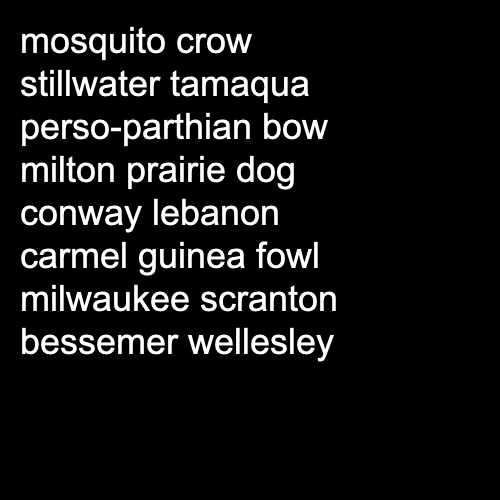 mosquito crow
stillwater tamaqua
perso-parthian bow
milton prairie dog
conway lebanon
carmel guinea fowl
milwaukee scranton
bessemer wellesley